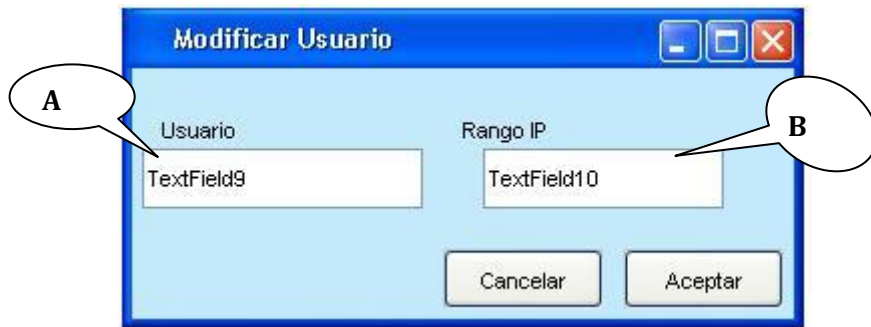 Modificar Usuario
A
B
Usuario Rango IP
TextField9 TextField10
Cancelar Aceptar